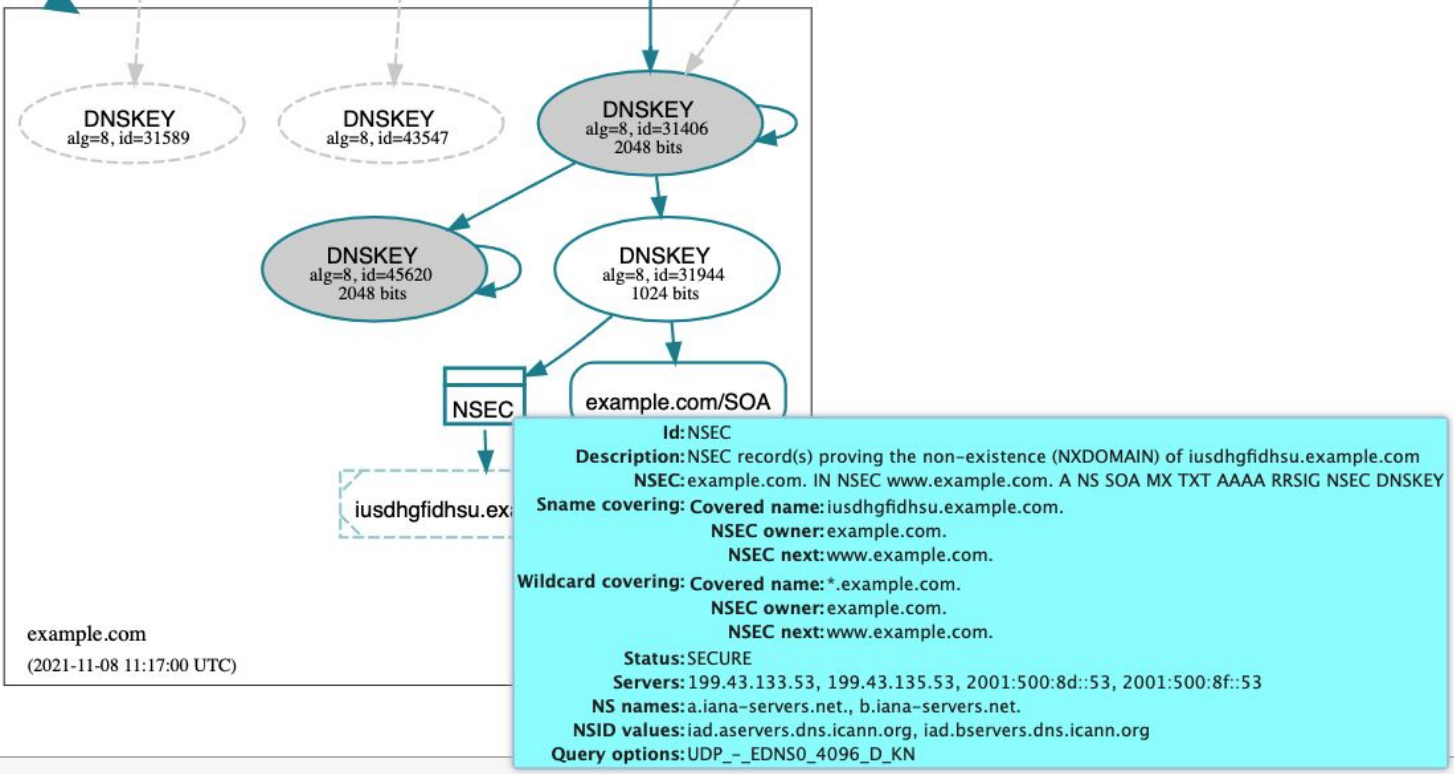 DNSKEY
alg=8, id=31589
DNSKEY
alg=8, id=43547
DNSKEY
alg=8, id=31406
2048 bits
DNSKEY
alg=8, id=45620
2048 bits
DNSKEY
alg=8, id=31944
1024 bits
NSEC
example.com/SOA
iusdhgfidhsu.ex
Id: NSEC
Description: NSEC record(s) proving the non-existence (NXDOMAIN) of iusdhgfidhsu.example.com
NSEC: example.com. IN NSEC www.example.com. A NS SOA MX TXT AAAA RRSIG NSEC DNSKEY
Sname covering: Covered name: iusdhgfidhsu.example.com.
NSEC owner: example.com.
NSEC next: www.example.com.
Wildcard covering: Covered name: *.example.com.
NSEC owner: example.com.
NSEC next: www.example.com.
Status: SECURE
Servers: 199.43.133.53, 199.43.135.53, 2001:500:8d::53, 2001:500:8f::53
NS names: a.iana-servers.net., b.iana-servers.net.
NSID values: iad.aservers.dns.icann.org, iad.bservers.dns.icann.org
Query options: UDP_-_EDNS0_4096_D_KN
example.com
(2021-11-08 11:17:00 UTC)